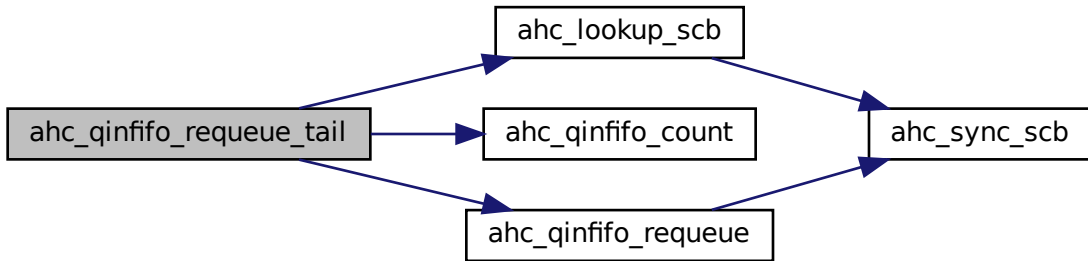 ahc_lookup_scb
ahc_qinfifo_requeue_tail
ahc_qinfifo_count
ahc_sync_scb
ahc_qinfifo_requeue